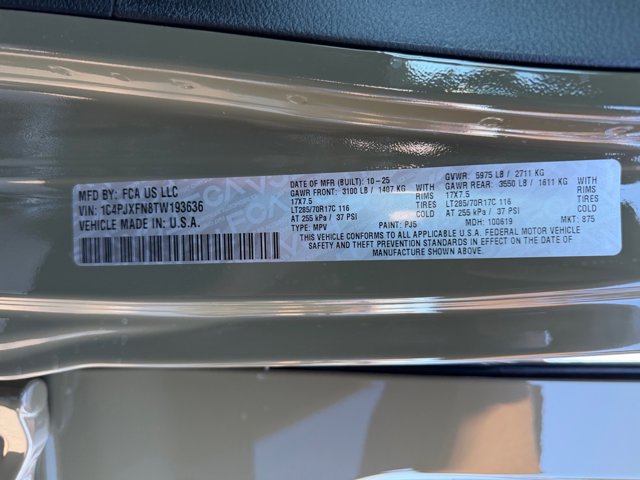 MFD BY: FCA US LLC
VIN: 1C4PJXFN8TW193636
VEHICLE MADE IN: U.S.A.
DATE OF MFR (BUILT): 10-25
GAWR FRONT: 3100 LB / 1407 KG
17X7.5 RIMS
LT285/70R17C 116 TIRES
AT 255 kPa / 37 PSI
TYPE: MPV PAINT: PJ5
GVWR: 5975 LB / 2711 KG
GAWR REAR: 3550 LB / 1611 KG
17X7.5 RIMS
LT285/70R17C 116 TIRES
AT 255 kPa / 37 PSI
MDH: 100619 MKT: 875
THIS VEHICLE CONFORMS TO ALL APPLICABLE U.S.A. FEDERAL MOTOR VEHICLE
SAFETY AND THEFT PREVENTION STANDARDS IN EFFECT ON THE DATE OF
MANUFACTURE SHOWN ABOVE.